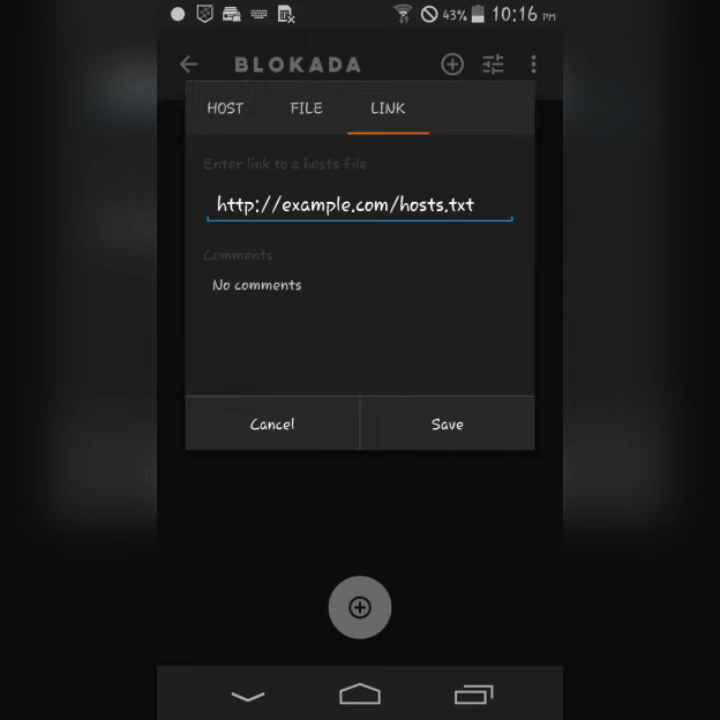 43% 10:16 PM
BLOKADA
HOST FILE LINK
Enter link to a hosts file
http://example.com/hosts.txt
Comments
No comments
Cancel Save